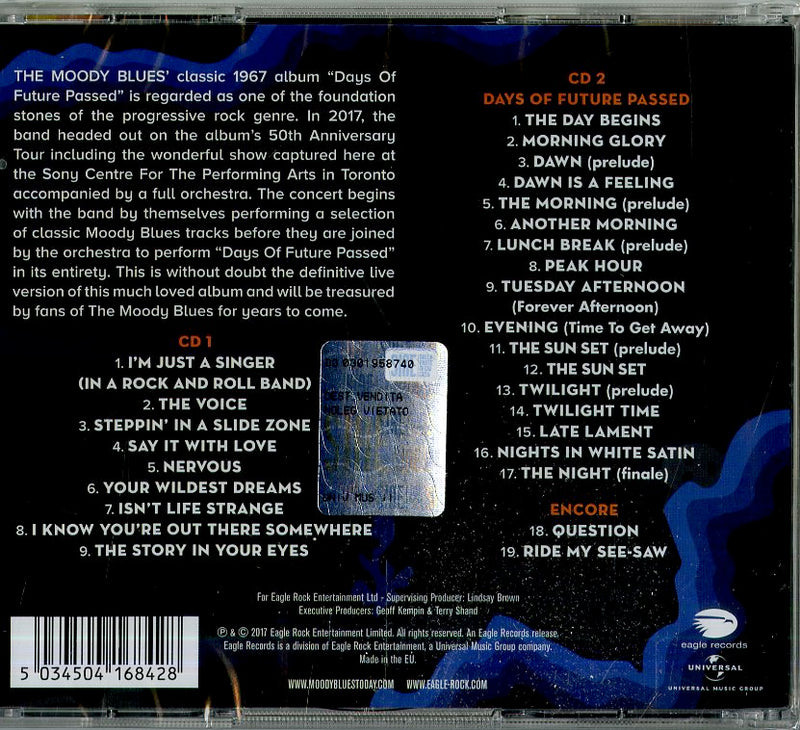 THE MOODY BLUES' classic 1967 album "Days Of
Future Passed" is regarded as one of the foundation
stones of the progressive rock genre. In 2017, the
band headed out on the album's 50th Anniversary
Tour including the wonderful show captured here at
the Sony Centre For The Performing Arts in Toronto
accompanied by a full orchestra. The concert begins
with the band by themselves performing a selection
of classic Moody Blues tracks before they are joined
by the orchestra to perform "Days Of Future Passed"
in its entirety. This is without doubt the definitive live
version of this much loved album and will be treasured
by fans of The Moody Blues for years to come.
CD 1
1. I'M JUST A SINGER
(IN A ROCK AND ROLL BAND)
2. THE VOICE
3. STEPPIN' IN A SLIDE ZONE
4. SAY IT WITH LOVE
5. NERVOUS
6. YOUR WILDEST DREAMS
7. ISN'T LIFE STRANGE
8. I KNOW YOU'RE OUT THERE SOMEWHERE
9. THE STORY IN YOUR EYES
CD 2
DAYS OF FUTURE PASSED
1. THE DAY BEGINS
2. MORNING GLORY
3. DAWN (prelude)
4. DAWN IS A FEELING
5. THE MORNING (prelude)
6. ANOTHER MORNING
7. LUNCH BREAK (prelude)
8. PEAK HOUR
9. TUESDAY AFTERNOON
(Forever Afternoon)
10. EVENING (Time To Get Away)
11. THE SUN SET (prelude)
12. THE SUN SET
13. TWILIGHT (prelude)
14. TWILIGHT TIME
15. LATE LAMENT
16. NIGHTS IN WHITE SATIN
17. THE NIGHT (finale)
ENCORE
18. QUESTION
19. RIDE MY SEE-SAW
0301958740
VENDITA
NOLEG VIETATO
MUS
For Eagle Rock Entertainment Ltd - Supervising Producer: Lindsay Brown
Executive Producers: Geoff Kempin & Terry Shand
℗ & © 2017 Eagle Rock Entertainment Limited. All rights reserved. An Eagle Records release.
Eagle Records is a division of Eagle Rock Entertainment, a Universal Music Group company.
Made in the EU.
WWW.MOODYBLUESTODAY.COM WWW.EAGLE-ROCK.COM
5 034504 168428
eagle records
UNIVERSAL
UNIVERSAL MUSIC GROUP